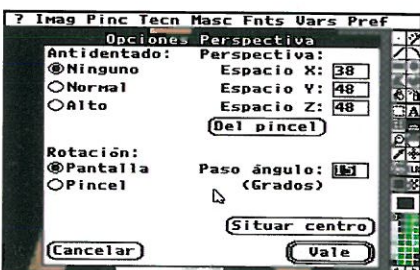 ? Imag Pinc Tecn Masc Fnts Vars Pref
Opciones Perspectiva
Antidentado: Perspectiva:
Ninguno Espacio X: 38
Normal Espacio Y: 48
Alto Espacio Z: 48
Del pincel
Rotación:
Pantalla Paso ángulo: 15
Pincel (Grados)
Situar centro
Cancelar Vale